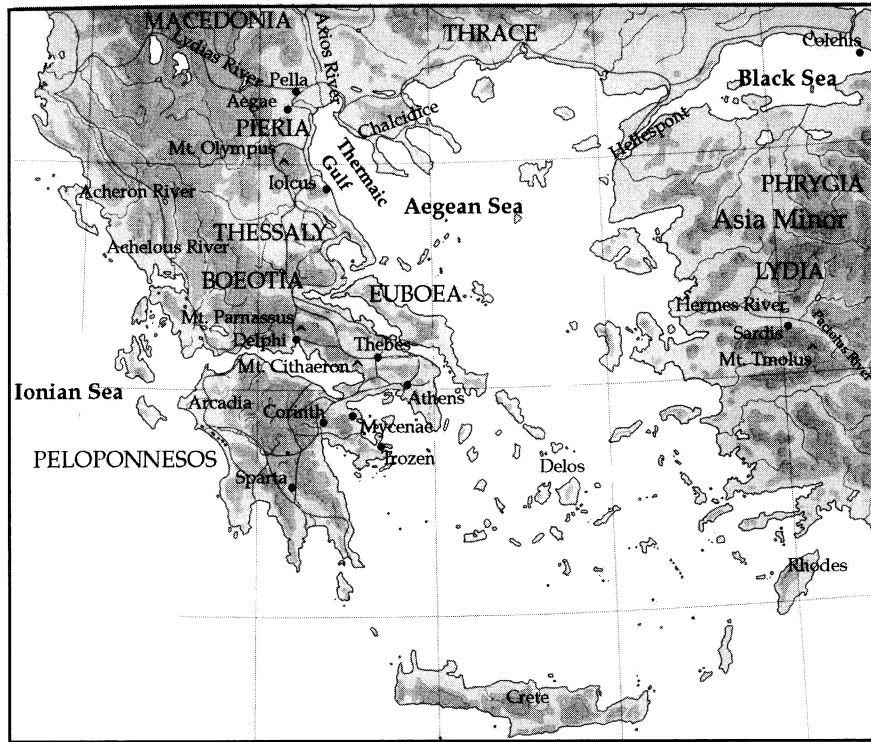 MACEDONIA
Axios River
THRACE
Colchis
Lydias River
Pella
Black Sea
Aegae
PIERIA
Chalcidice
Hellespont
Mt. Olympus
Thermaic
Gulf
Iolcus
Acheron River
Aegean Sea
PHRYGIA
Asia Minor
THESSALY
Achelous River
BOEOTIA
EUBOEA
LYDIA
Hermes River
Mt. Parnassus
Pactolus River
Delphi
Thebes
Sardis
Mt. Cithaeron
Mt. Tmolus
Ionian Sea
Arcadia
Corinth
Athens
Mycenae
PELOPONNESOS
Trozen
Sparta
Delos
Rhodes
Crete